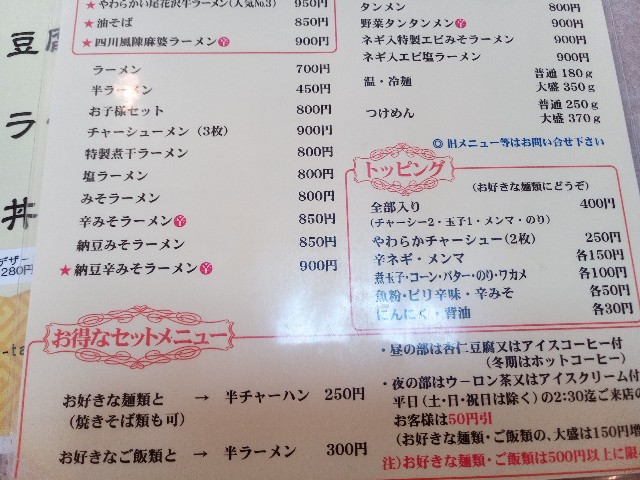 ★やわらかい尾花沢牛ラーメン(人気No.3) 950円
★油そば 850円
★四川風陳麻婆ラーメン 900円
ラーメン 700円
半ラーメン 450円
お子様セット 800円
チャーシューメン (3枚) 900円
特製煮干ラーメン 800円
塩ラーメン 800円
みそラーメン 800円
辛みそラーメン 850円
納豆みそラーメン 850円
★納豆辛みそラーメン 900円
タンメン 800円
野菜タンタンメン 900円
ネギ入特製エビみそラーメン 900円
ネギ入エビ塩ラーメン 900円
温・冷麺 普通 180g
大盛 350g
つけめん 普通 250g
大盛 370g
◎旧メニュー等はお問い合せ下さい
トッピング
(お好きな麺類にどうぞ)
全部入り 400円
(チャーシー2・玉子1・メンマ・のり)
やわらかチャーシュー(2枚) 250円
辛ネギ・メンマ 各150円
煮玉子・コーン・バター・のり・ワカメ 各100円
魚粉・ピリ辛味・辛みそ 各50円
にんにく・背油 各30円
お得なセットメニュー
お好きな麺類と → 半チャーハン 250円
(焼きそば類も可)
お好きなご飯類と → 半ラーメン 300円
・昼の部は杏仁豆腐又はアイスコーヒー付
(冬期はホットコーヒー)
・夜の部はウーロン茶又はアイスクリーム付
平日(土・日・祝日は除く)の2:30迄ご来店の
お客様は50円引
(お好きな麺類・ご飯類の、大盛は150円増
注)お好きな麺類・ご飯類は500円以上に限
豆
ラ
丼
デザー
280円
-ta